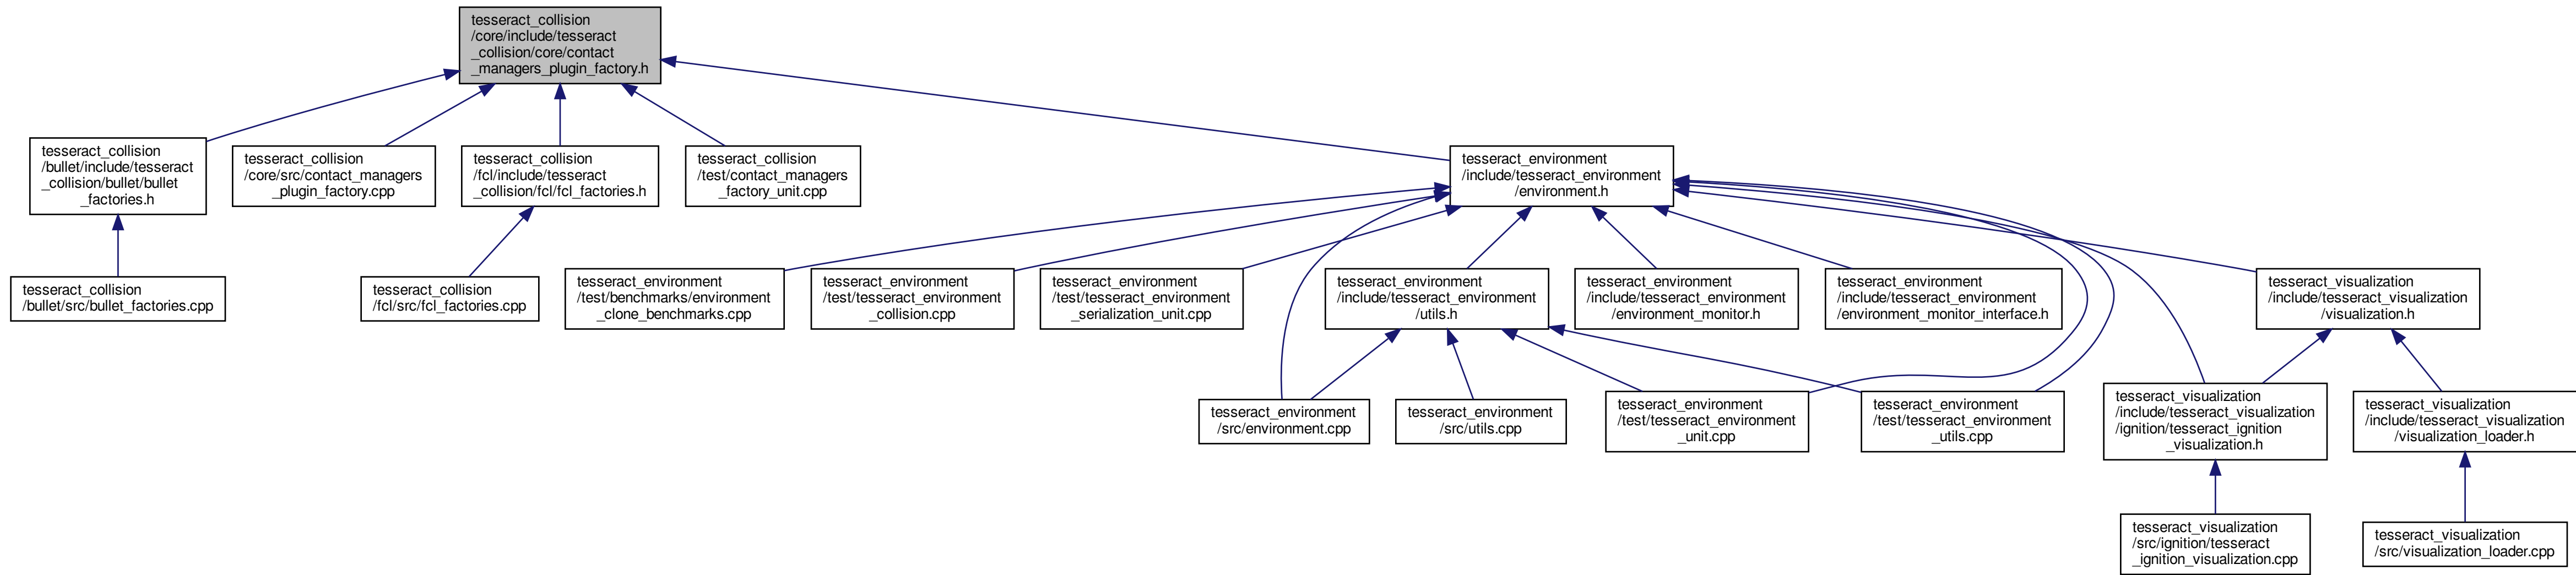 tesseract_collision
/core/include/tesseract
_collision/core/contact
_managers_plugin_factory.h
tesseract_collision
/bullet/include/tesseract
_collision/bullet/bullet
_factories.h
tesseract_collision
/core/src/contact_managers
_plugin_factory.cpp
tesseract_collision
/fcl/include/tesseract
_collision/fcl/fcl_factories.h
tesseract_collision
/test/contact_managers
_factory_unit.cpp
tesseract_environment
/include/tesseract_environment
/environment.h
tesseract_collision
/bullet/src/bullet_factories.cpp
tesseract_collision
/fcl/src/fcl_factories.cpp
tesseract_environment
/test/benchmarks/environment
_clone_benchmarks.cpp
tesseract_environment
/test/tesseract_environment
_collision.cpp
tesseract_environment
/test/tesseract_environment
_serialization_unit.cpp
tesseract_environment
/include/tesseract_environment
/utils.h
tesseract_environment
/include/tesseract_environment
/environment_monitor.h
tesseract_environment
/include/tesseract_environment
/environment_monitor_interface.h
tesseract_visualization
/include/tesseract_visualization
/visualization.h
tesseract_environment
/src/environment.cpp
tesseract_environment
/src/utils.cpp
tesseract_environment
/test/tesseract_environment
_unit.cpp
tesseract_environment
/test/tesseract_environment
_utils.cpp
tesseract_visualization
/include/tesseract_visualization
/ignition/tesseract_ignition
_visualization.h
tesseract_visualization
/include/tesseract_visualization
/visualization_loader.h
tesseract_visualization
/src/ignition/tesseract
_ignition_visualization.cpp
tesseract_visualization
/src/visualization_loader.cpp